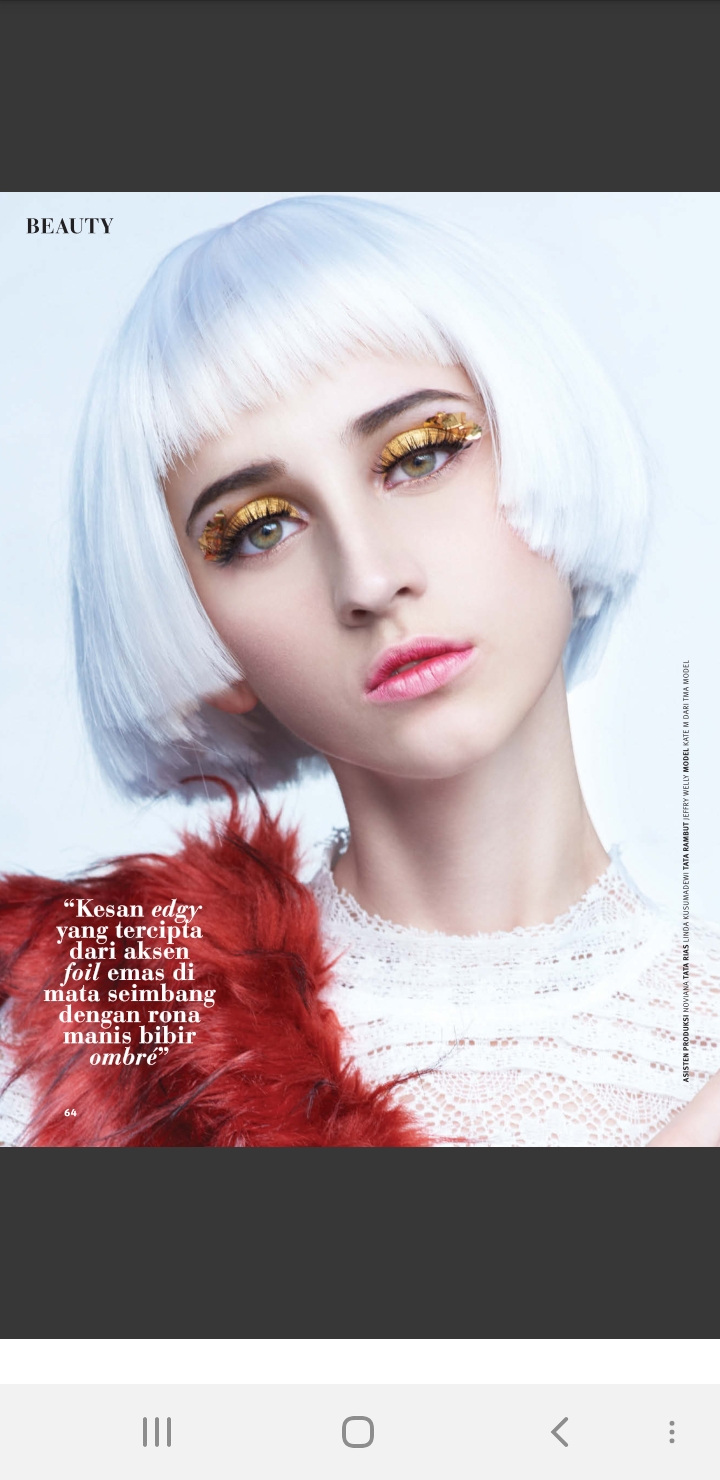 BEAUTY
“Kesan edgy
yang tercipta
dari aksen
foil emas di
mata seimbang
dengan rona
manis bibir
ombré”
64
ASISTEN PRODUKSI NOVIANA TATA RIAS LINDA KUSUMADEWI TATA RAMBUT JEFFRY WELLY MODEL KATE M DARI TMA MODEL